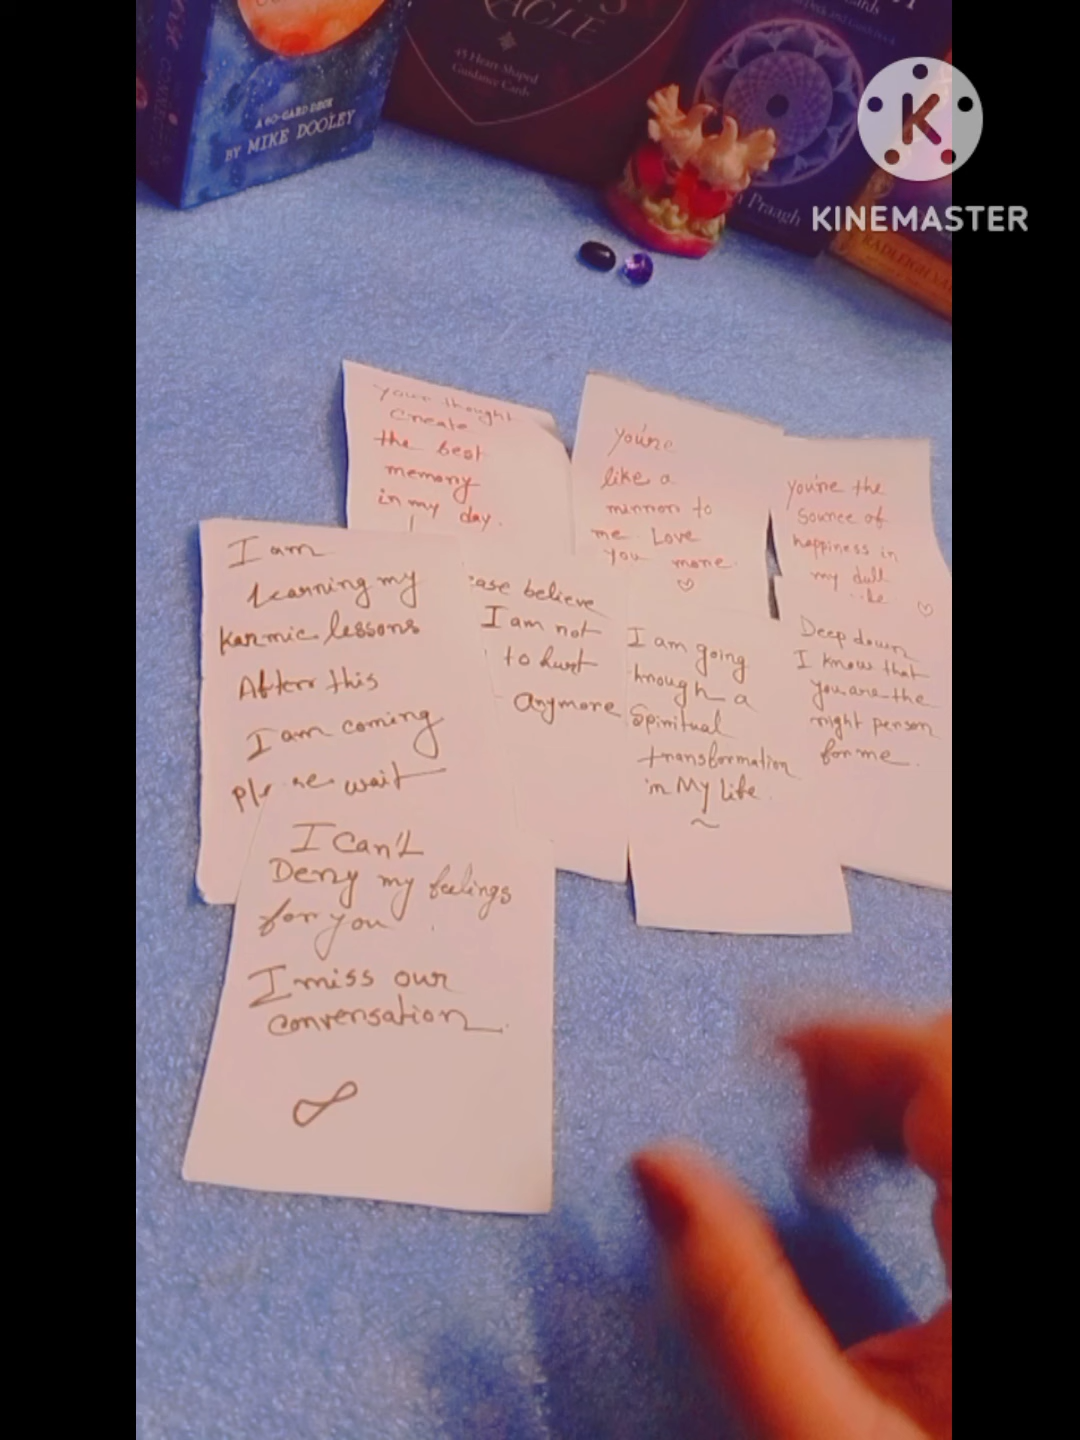 A 60-CARD DECK
BY MIKE DOOLEY
45 Heart-Shaped
Guidance Cards
Praagh
K
KINEMASTER
your thought
create
the best
memory
in my day.
you're
like a
mirror to
me. Love
you more.
you're the
source of
happiness in
my dull
I am
learning my
karmic lessons
After this
I am coming
wait
believe
I am not
to hurt
anymore
I am going
through a
Spiritual
transformation
in My life.
Deep down
I know that
you are the
right person
for me.
I Can't
Deny my feelings
for you.
I miss our
conversation.
∞